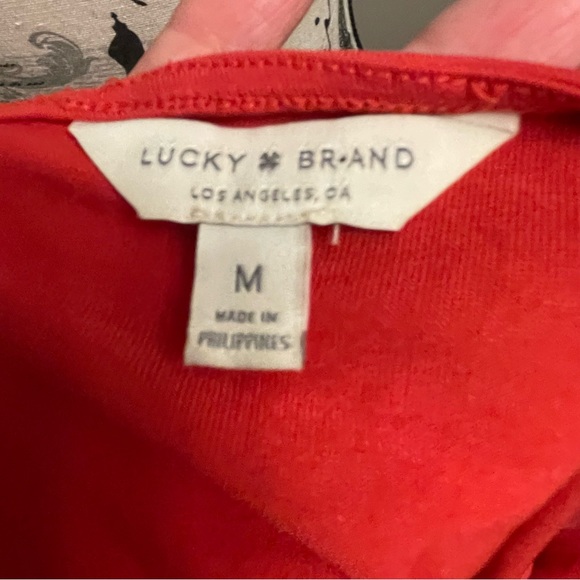 LUCKY BRAND
LOS ANGELES, CA
M
MADE IN
PHILIPPINES